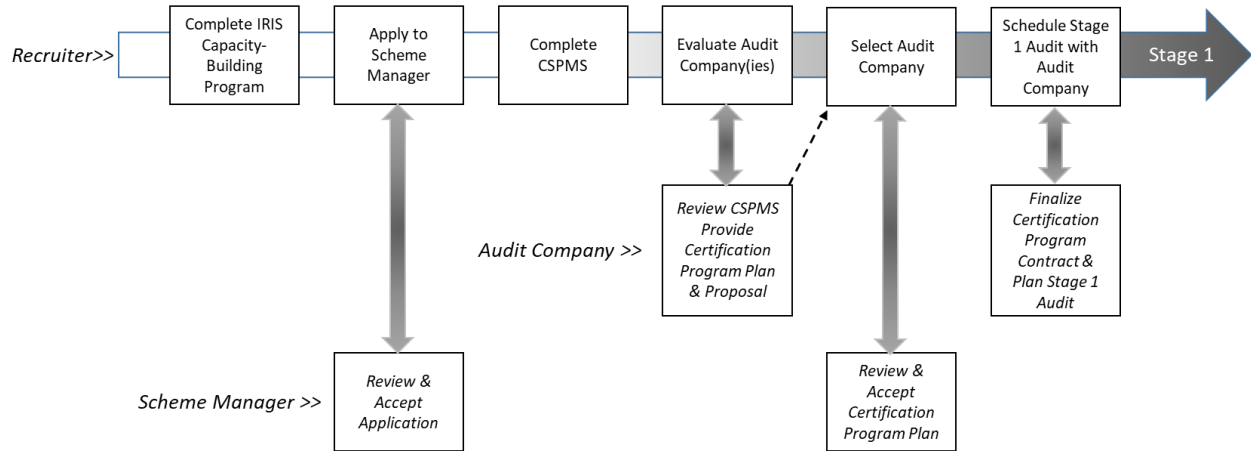 Recruiter>>
Complete IRIS
Capacity-
Building
Program
Apply to
Scheme
Manager
Complete
CSPMS
Evaluate Audit
Company(ies)
Select Audit
Company
Schedule Stage
1 Audit with
Audit
Company
Stage 1
Audit Company >>
Review CSPMS
Provide
Certification
Program Plan
& Proposal
Finalize
Certification
Program
Contract &
Plan Stage 1
Audit
Scheme Manager >>
Review &
Accept
Application
Review &
Accept
Certification
Program Plan